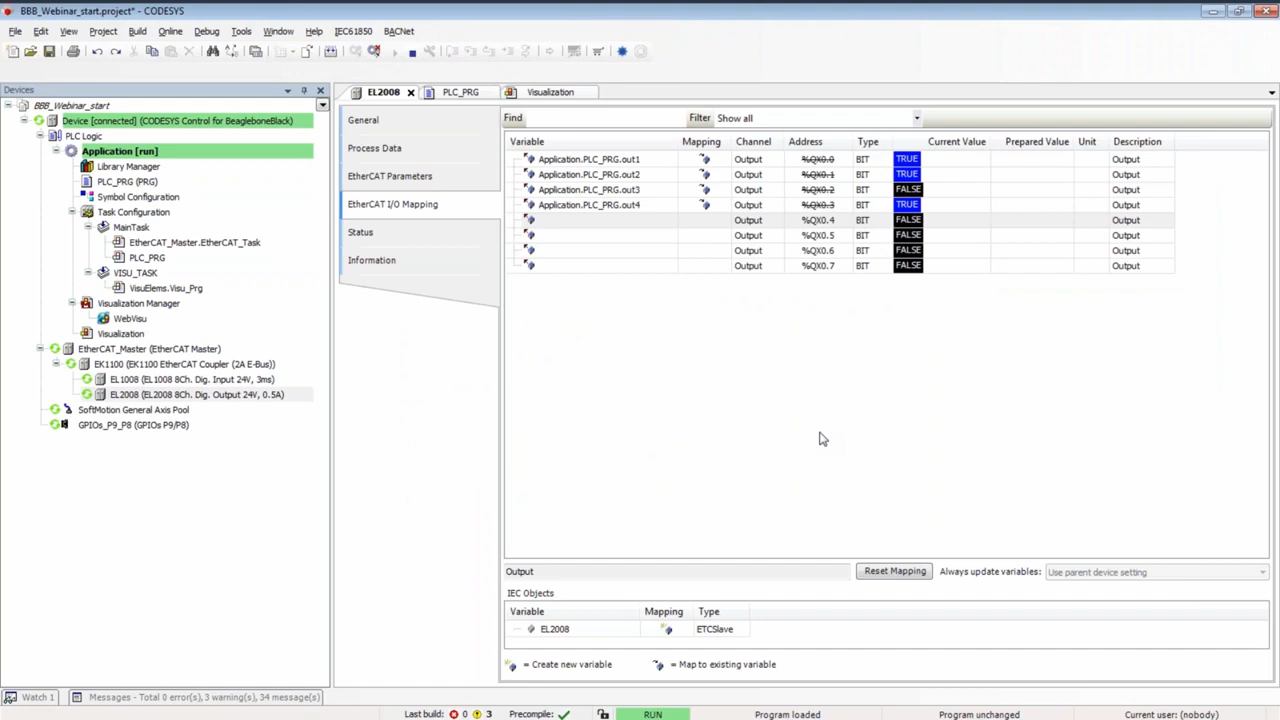 BBB_Webinar_start.project* - CODESYS
File Edit View Project Build Online Debug Tools Window Help IEC61850 BACNet
Devices
BBB_Webinar_start
Device [connected] (CODESYS Control for BeagleboneBlack)
PLC Logic
Application [run]
Library Manager
PLC_PRG (PRG)
Symbol Configuration
Task Configuration
MainTask
EtherCAT_Master.EtherCAT_Task
PLC_PRG
VISU_TASK
VisuElems.Visu_Prg
Visualization Manager
WebVisu
Visualization
EtherCAT_Master (EtherCAT Master)
EK1100 (EK1100 EtherCAT Coupler (2A E-Bus))
EL1008 (EL1008 8Ch. Dig. Input 24V, 3ms)
EL2008 (EL2008 8Ch. Dig. Output 24V, 0.5A)
SoftMotion General Axis Pool
GPIOs_P9_P8 (GPIOs P9/P8)
EL2008 PLC_PRG Visualization
General
Process Data
EtherCAT Parameters
EtherCAT I/O Mapping
Status
Information
Find Filter Show all
Variable Mapping Channel Address Type Current Value Prepared Value Unit Description
Application.PLC_PRG.out1 Output %QX0.0 BIT TRUE Output
Application.PLC_PRG.out2 Output %QX0.1 BIT TRUE Output
Application.PLC_PRG.out3 Output %QX0.2 BIT FALSE Output
Application.PLC_PRG.out4 Output %QX0.3 BIT TRUE Output
Output %QX0.4 BIT FALSE Output
Output %QX0.5 BIT FALSE Output
Output %QX0.6 BIT FALSE Output
Output %QX0.7 BIT FALSE Output
Output Reset Mapping Always update variables: Use parent device setting
IEC Objects
Variable Mapping Type
EL2008 ETCSlave
= Create new variable = Map to existing variable
Watch 1 Messages - Total 0 error(s), 3 warning(s), 34 message(s)
Last build: 0 3 Precompile: RUN Program loaded Program unchanged Current user: (nobody)